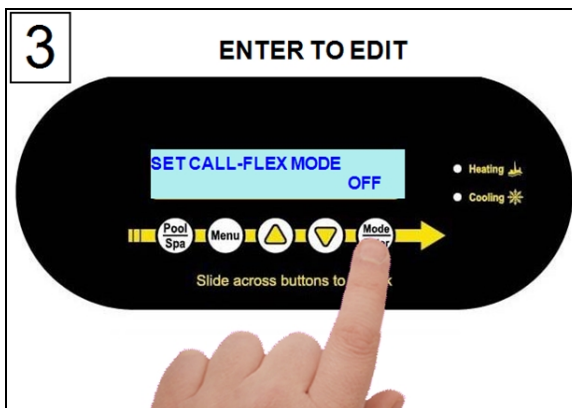 3
ENTER TO EDIT
SET CALL-FLEX MODE
OFF
Heating
Cooling
Pool
Spa
Menu
Mode
Slide across buttons to